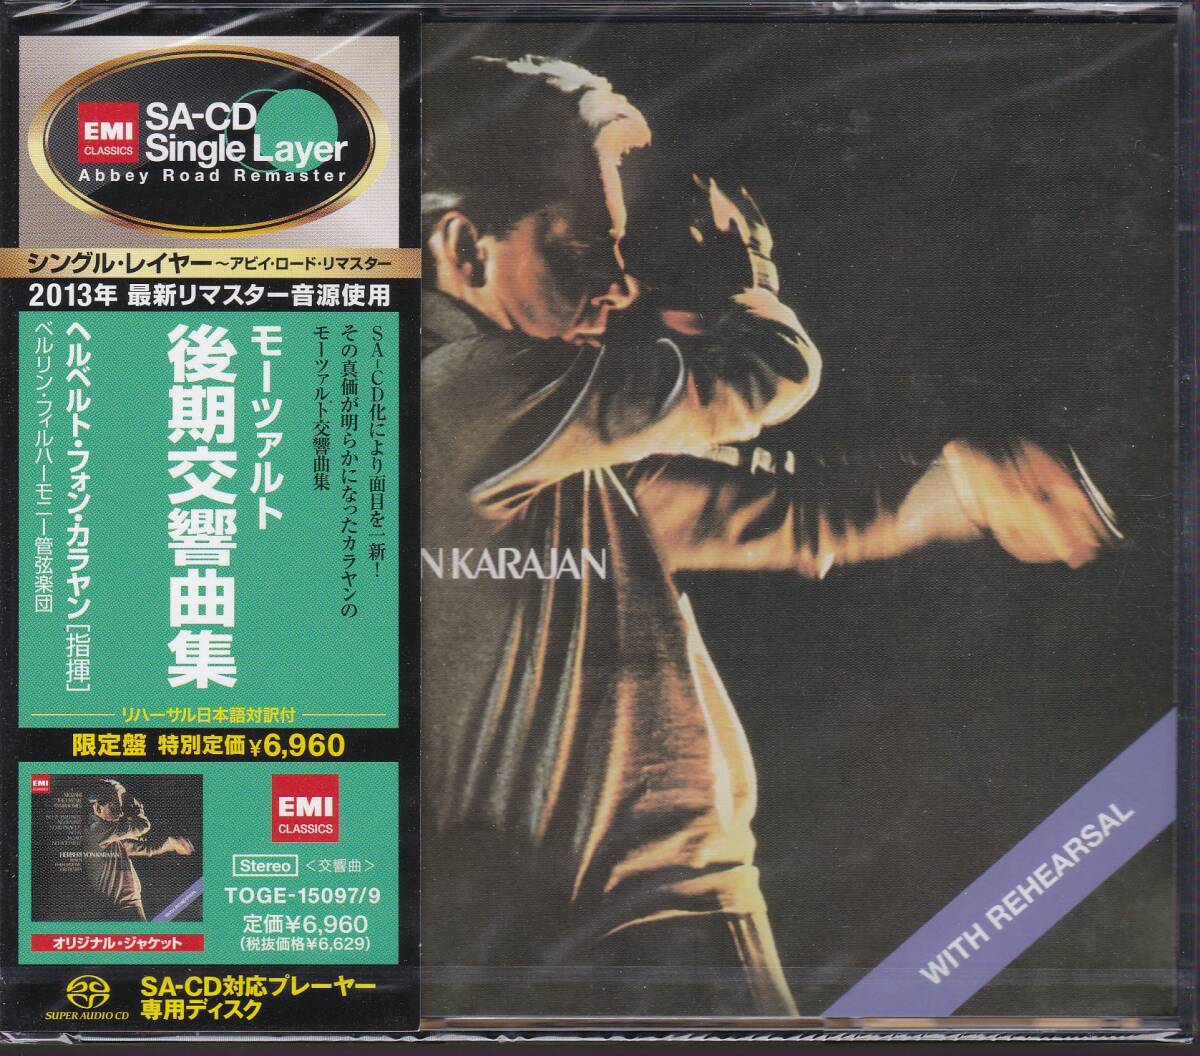 EMI
CLASSICS
SA-CD
Single Layer
Abbey Road Remaster
シングル・レイヤー～アビイ・ロード・リマスター
2013年 最新リマスター音源使用
SA-CD化により面目を一新！
その真価が明らかになったカラヤンの
モーツァルト交響曲集
モーツァルト
後期交響曲集
ヘルベルト・フォン・カラヤン［指揮］
ベルリン・フィルハーモニー管弦楽団
リハーサル日本語対訳付
限定盤 特別定価¥6,960
EMI
HERBERT VON KARAJAN
WITH REHEARSAL
オリジナル・ジャケット
EMI
CLASSICS
Stereo <交響曲>
TOGE-15097/9
定価¥6,960
(税抜価格¥6,629)
SUPER AUDIO CD
SA-CD対応プレーヤー
専用ディスク
N KARAJAN
WITH REHEARSAL